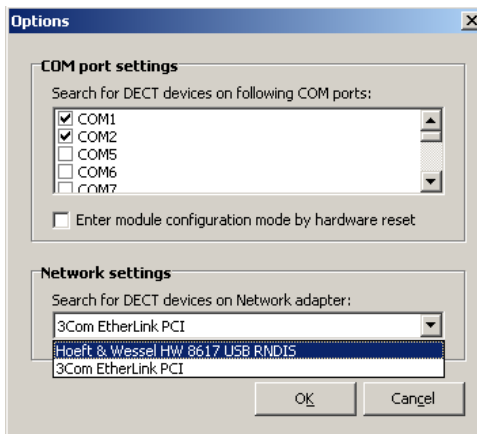 Options
COM port settings
Search for DECT devices on following COM ports:
COM1
COM2
COM5
COM6
COM7
Enter module configuration mode by hardware reset
Network settings
Search for DECT devices on Network adapter:
3Com EtherLink PCI
Hoeft & Wessel HW 8617 USB RNDIS
3Com EtherLink PCI
OK
Cancel